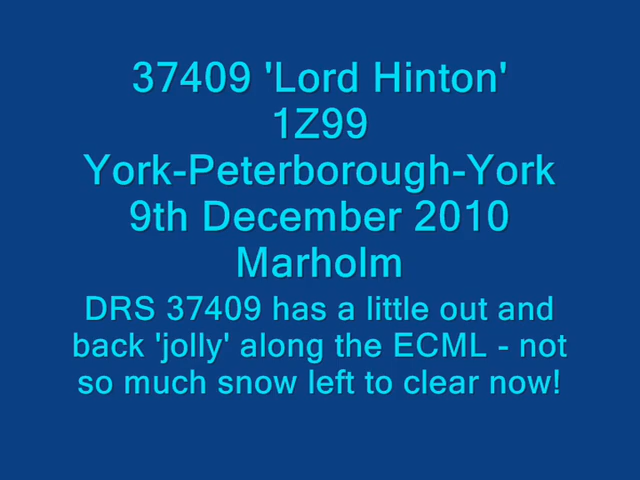 37409 'Lord Hinton'
1Z99
York-Peterborough-York
9th December 2010
Marholm
DRS 37409 has a little out and
back 'jolly' along the ECML - not
so much snow left to clear now!